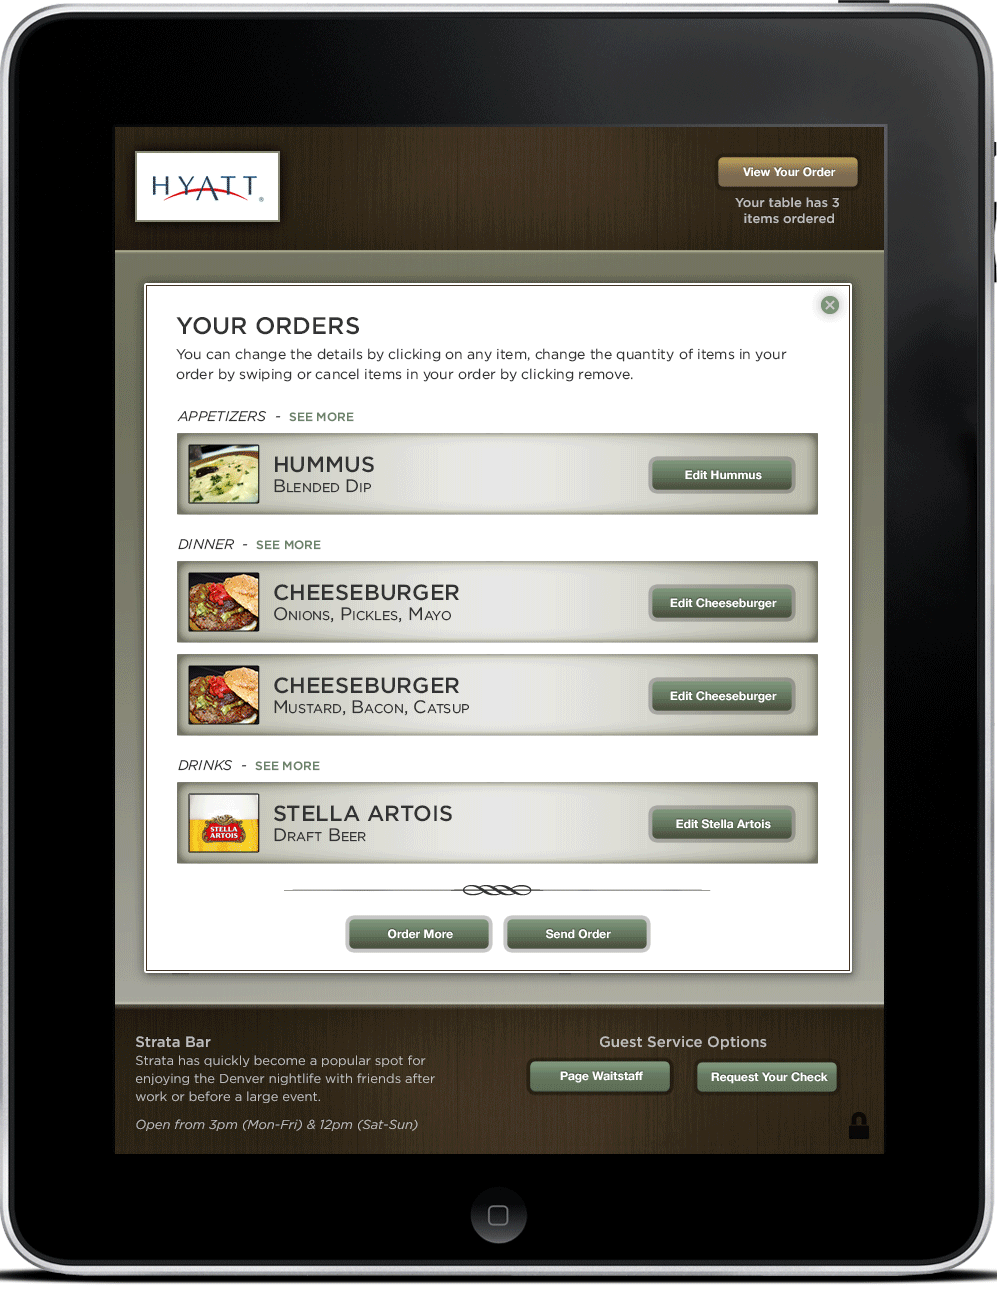 HYATT®
View Your Order
Your table has 3
items ordered
YOUR ORDERS
You can change the details by clicking on any item, change the quantity of items in your
order by swiping or cancel items in your order by clicking remove.
APPETIZERS - SEE MORE
HUMMUS
BLENDED DIP
Edit Hummus
DINNER - SEE MORE
CHEESEBURGER
ONIONS, PICKLES, MAYO
Edit Cheeseburger
CHEESEBURGER
MUSTARD, BACON, CATSUP
Edit Cheeseburger
DRINKS - SEE MORE
STELLA
ARTOIS
STELLA ARTOIS
DRAFT BEER
Edit Stella Artois
Order More
Send Order
Strata Bar
Strata has quickly become a popular spot for
enjoying the Denver nightlife with friends after
work or before a large event.
Open from 3pm (Mon-Fri) & 12pm (Sat-Sun)
Guest Service Options
Page Waitstaff
Request Your Check